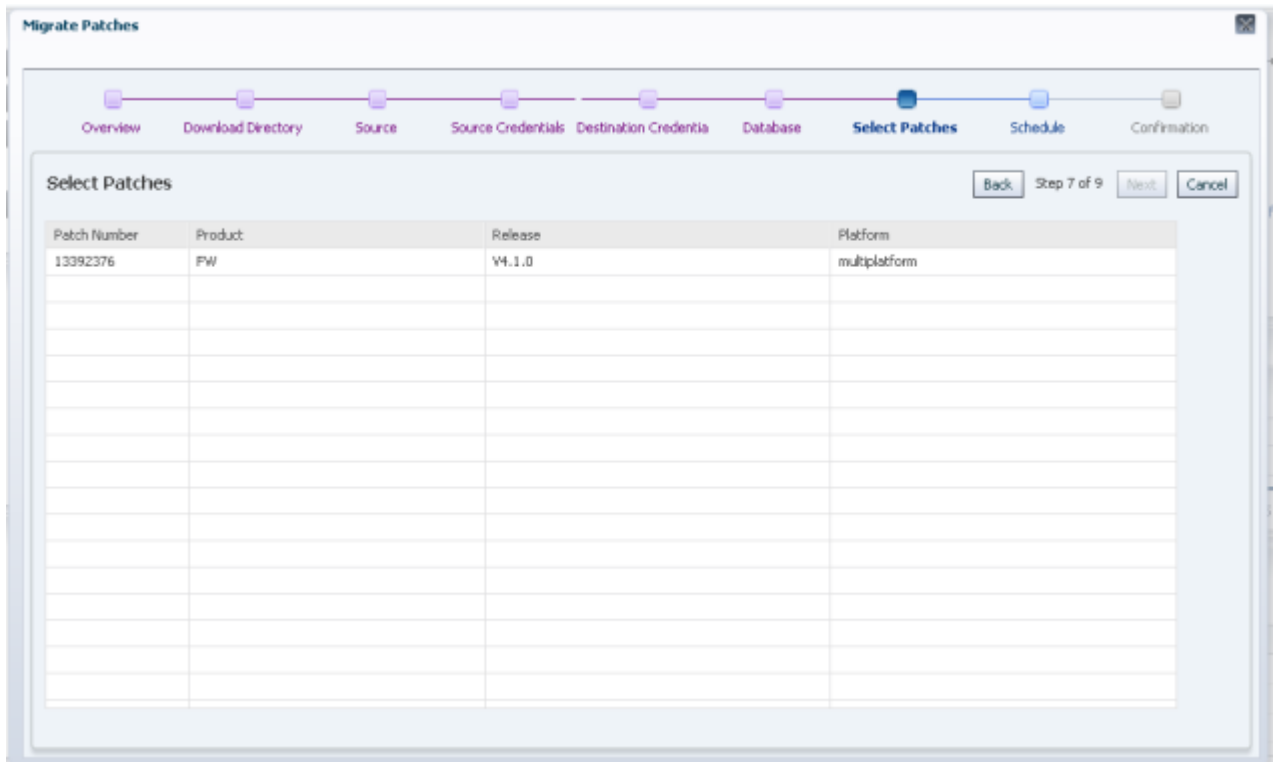 Migrate Patches
Overview Download Directory Source Source Credentials Destination Credentia Database Select Patches Schedule Confirmation
Select Patches Back Step 7 of 9 Next Cancel
Patch Number Product Release Platform
13392376 FW V4.1.0 multiplatform